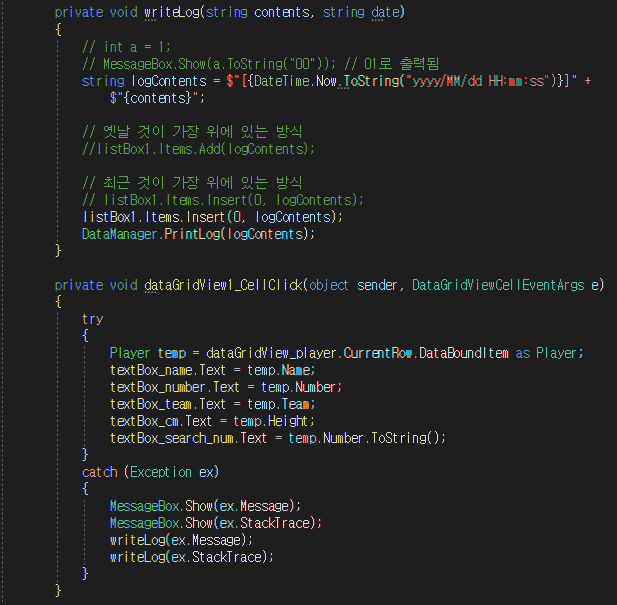 private void writeLog(string contents, string date)
{
// int a = 1;
// MessageBox.Show(a.ToString("00")); // 01로 출력됨
string logContents = $"[{DateTime.Now.ToString("yyyy/MM/dd HH:mm:ss")}]" +
$"{contents}";
// 옛날 것이 가장 위에 있는 방식
//listBox1.Items.Add(logContents);
// 최근 것이 가장 위에 있는 방식
// listBox1.Items.Insert(0, logContents);
listBox1.Items.Insert(0, logContents);
DataManager.PrintLog(logContents);
}
private void dataGridView1_CellClick(object sender, DataGridViewCellEventArgs e)
{
try
{
Player temp = dataGridView_player.CurrentRow.DataBoundItem as Player;
textBox_name.Text = temp.Name;
textBox_number.Text = temp.Number;
textBox_team.Text = temp.Team;
textBox_cm.Text = temp.Height;
textBox_search_num.Text = temp.Number.ToString();
}
catch (Exception ex)
{
MessageBox.Show(ex.Message);
MessageBox.Show(ex.StackTrace);
writeLog(ex.Message);
writeLog(ex.StackTrace);
}
}